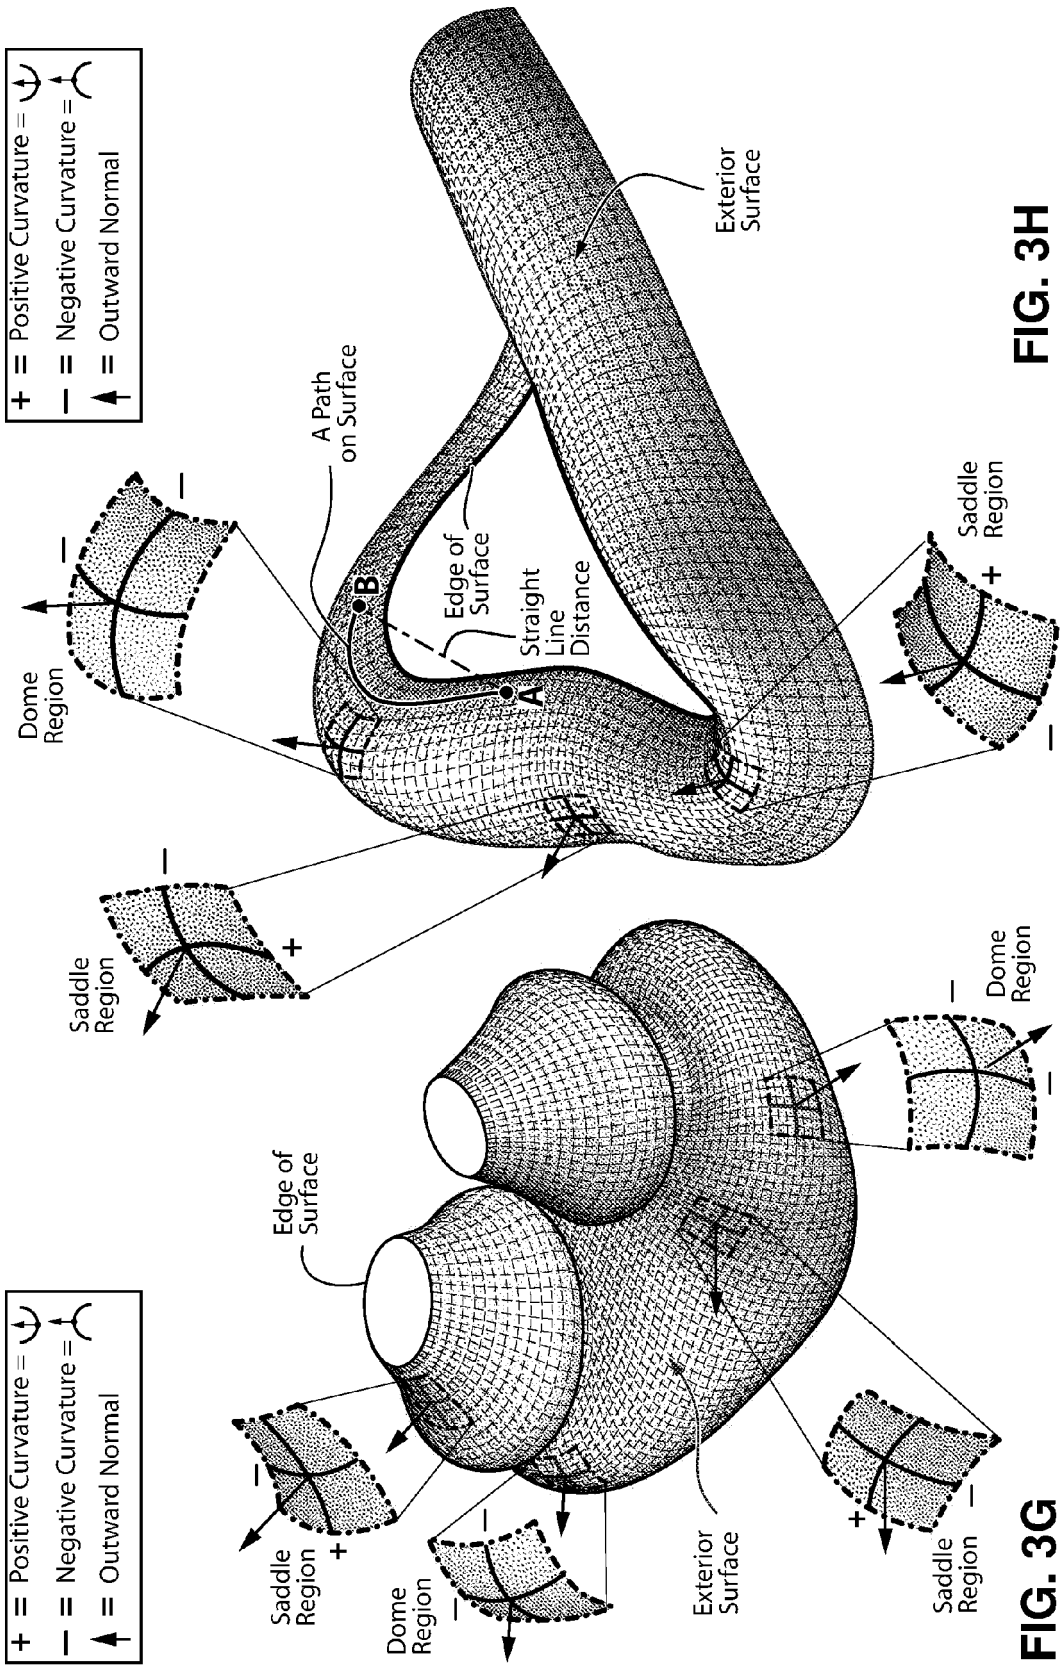 + = Positive Curvature =
— = Negative Curvature =
= Outward Normal
Edge of
Surface
Saddle
Region
—
+
Dome
Region
—
—
Exterior
Surface
Saddle
Region
+
—
Dome
Region
—
—
FIG. 3G
+ = Positive Curvature =
— = Negative Curvature =
= Outward Normal
Dome
Region
—
—
Saddle
Region
—
+
A Path
on Surface
B
Edge of
Surface
Straight
Line
Distance
A
Exterior
Surface
Saddle
Region
+
—
FIG. 3H